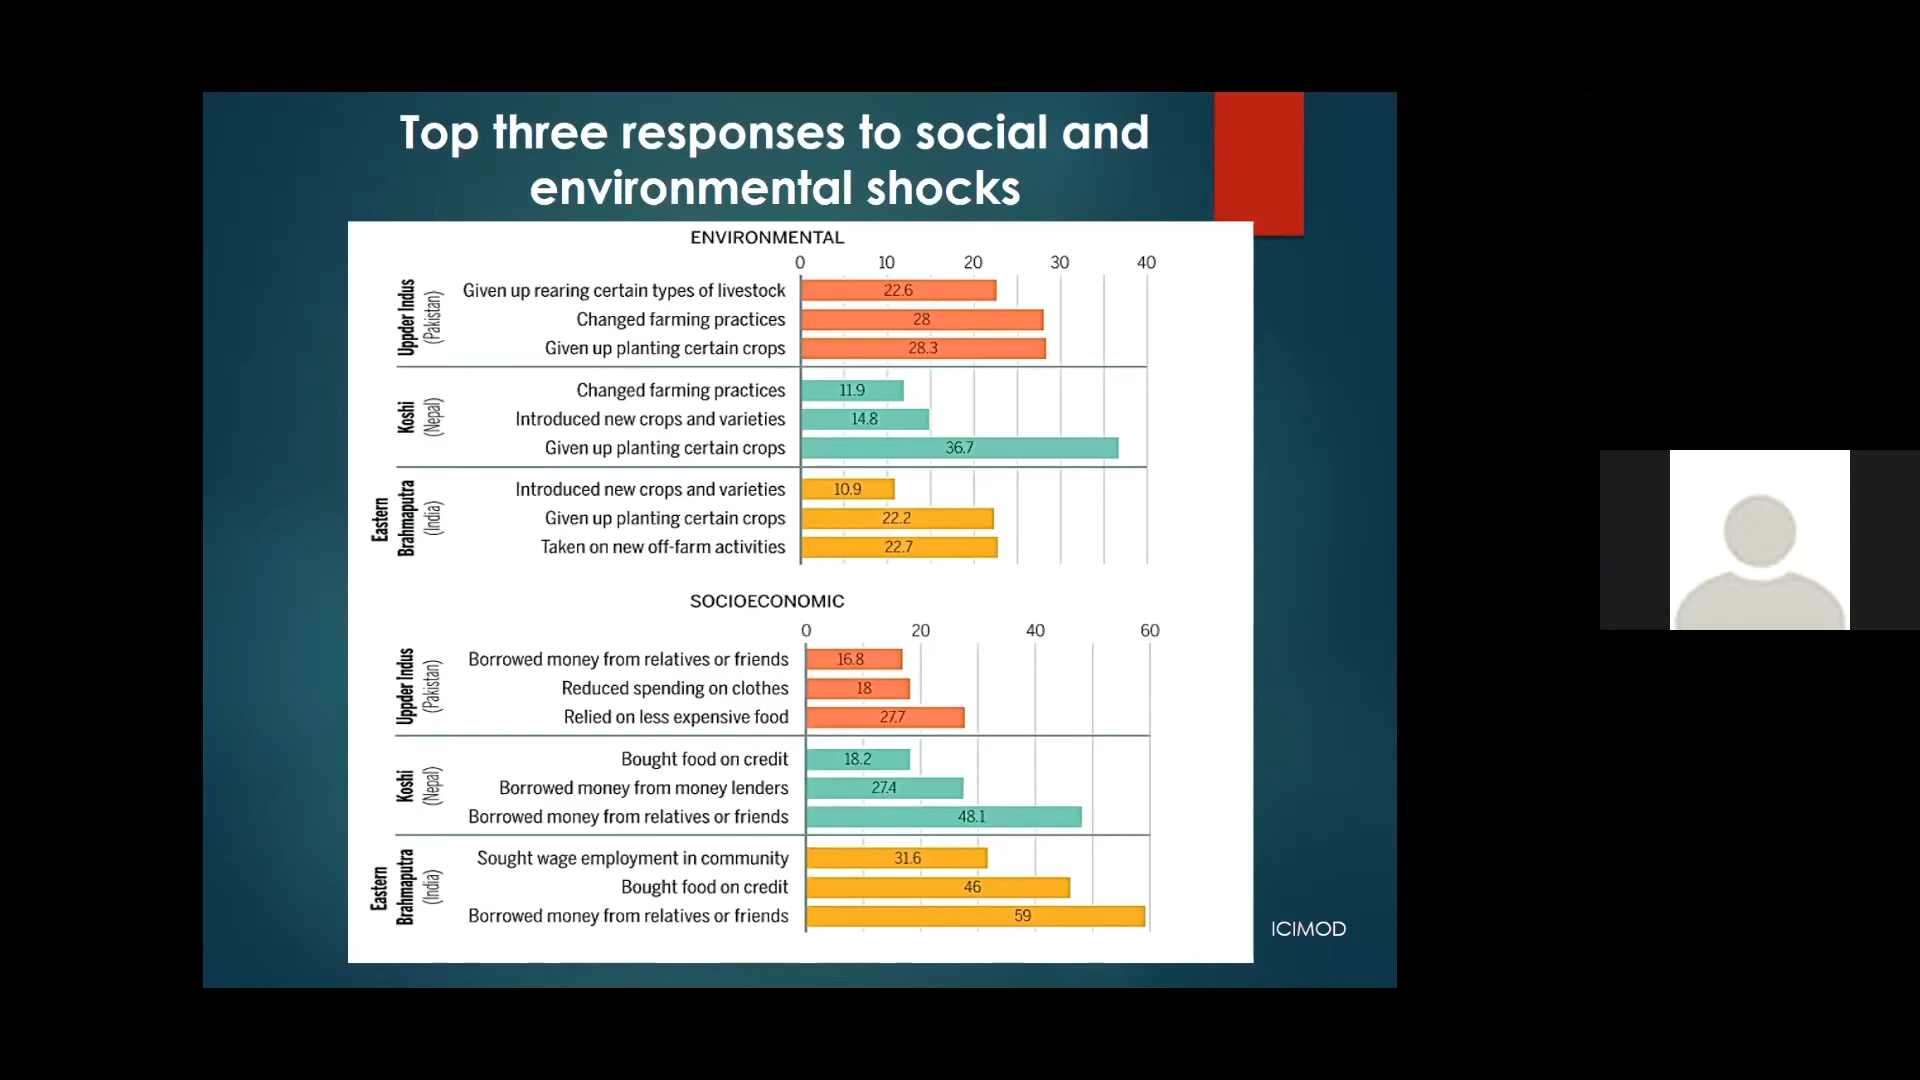 Top three responses to social and
environmental shocks
ENVIRONMENTAL
0 10 20 30 40
Uppder Indus
(Pakistan)
Given up rearing certain types of livestock 22.6
Changed farming practices 28
Given up planting certain crops 28.3
Koshi
(Nepal)
Changed farming practices 11.9
Introduced new crops and varieties 14.8
Given up planting certain crops 36.7
Eastern
Brahmaputra
(India)
Introduced new crops and varieties 10.9
Given up planting certain crops 22.2
Taken on new off-farm activities 22.7
SOCIOECONOMIC
0 20 40 60
Uppder Indus
(Pakistan)
Borrowed money from relatives or friends 16.8
Reduced spending on clothes 18
Relied on less expensive food 27.7
Koshi
(Nepal)
Bought food on credit 18.2
Borrowed money from money lenders 27.4
Borrowed money from relatives or friends 48.1
Eastern
Brahmaputra
(India)
Sought wage employment in community 31.6
Bought food on credit 46
Borrowed money from relatives or friends 59
ICIMOD